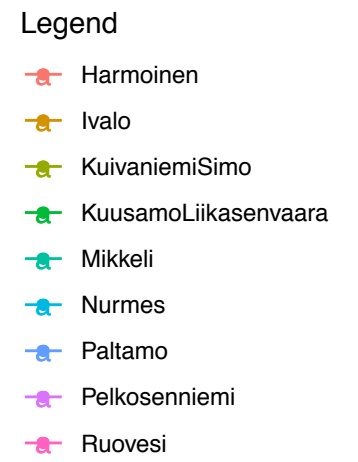 Legend
a Harmoinen
a Ivalo
a KuivaniemiSimo
a KuusamoLiikasenvaara
a Mikkeli
a Nurmes
a Paltamo
a Pelkosenniemi
a Ruovesi